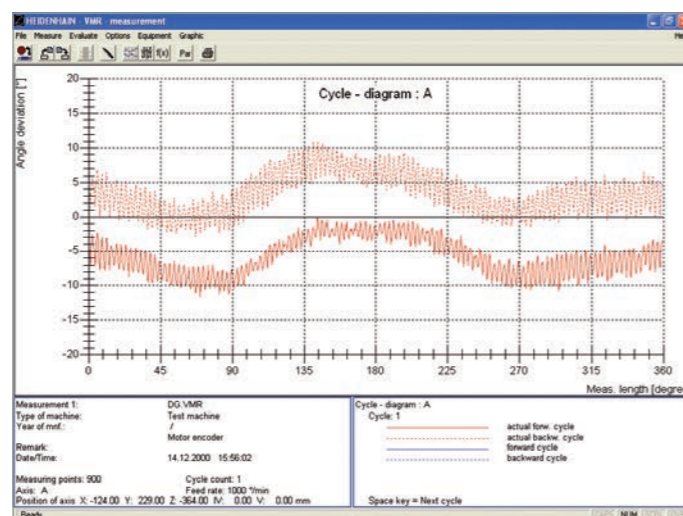 HEIDENHAIN - VMR - measurement
File Measure Evaluate Options Equipment Graphic
f(x) Par
Cycle - diagram : A
Angle deviation ["]
20
15
10
5
0
-5
-10
-15
-20
0 45 90 135 180 225 270 315 360
Meas. length [degree
Measurement 1: DG.VMR
Type of machine: Test machine
Year of mnf.: /
Motor encoder
Remark:
Date/Time: 14.12.2000 15:56:02
Measuring points: 900 Cycle count: 1
Axis: A Feed rate: 1000 °/min
Position of axis X: -124.00 Y: 229.00 Z: -364.00 IV: 0.00 V: 0.00 mm
Cycle - diagram : A
Cycle: 1
actual forw. cycle
actual backw. cycle
forward cycle
backward cycle
Space key = Next cycle
Ready
NUM